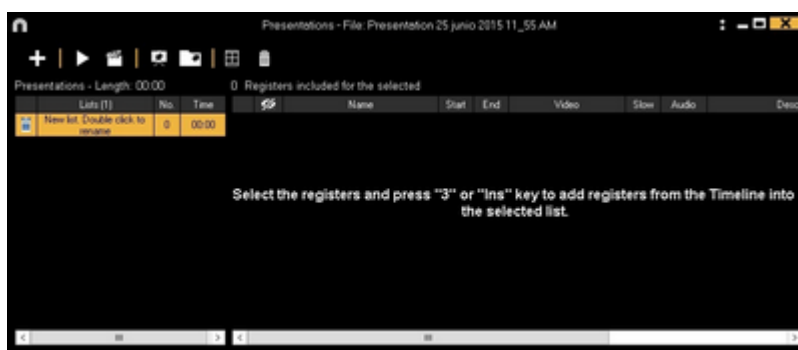 Presentations - File: Presentation 25 junio 2015 11_55 AM
Presentations - Length: 00:00
0 Registers included for the selected
Lists (1) No. Time
Name Start End Video Slow Audio Desc
New list. Double click to
rename
0 00:00
Select the registers and press "3" or "Ins" key to add registers from the Timeline into
the selected list.